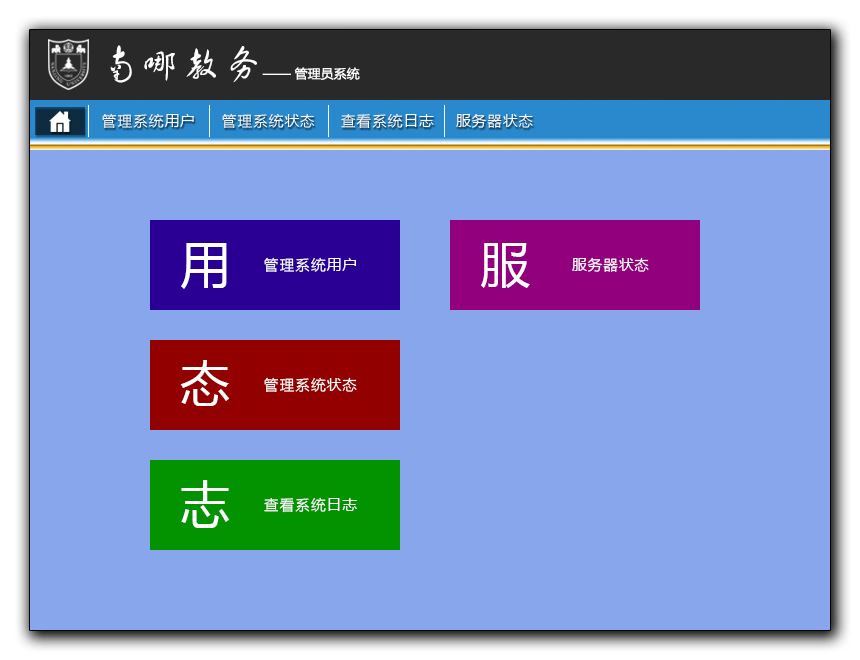 南哪教务——管理员系统
管理系统用户 管理系统状态 查看系统日志 服务器状态
用 管理系统用户
服 服务器状态
态 管理系统状态
志 查看系统日志